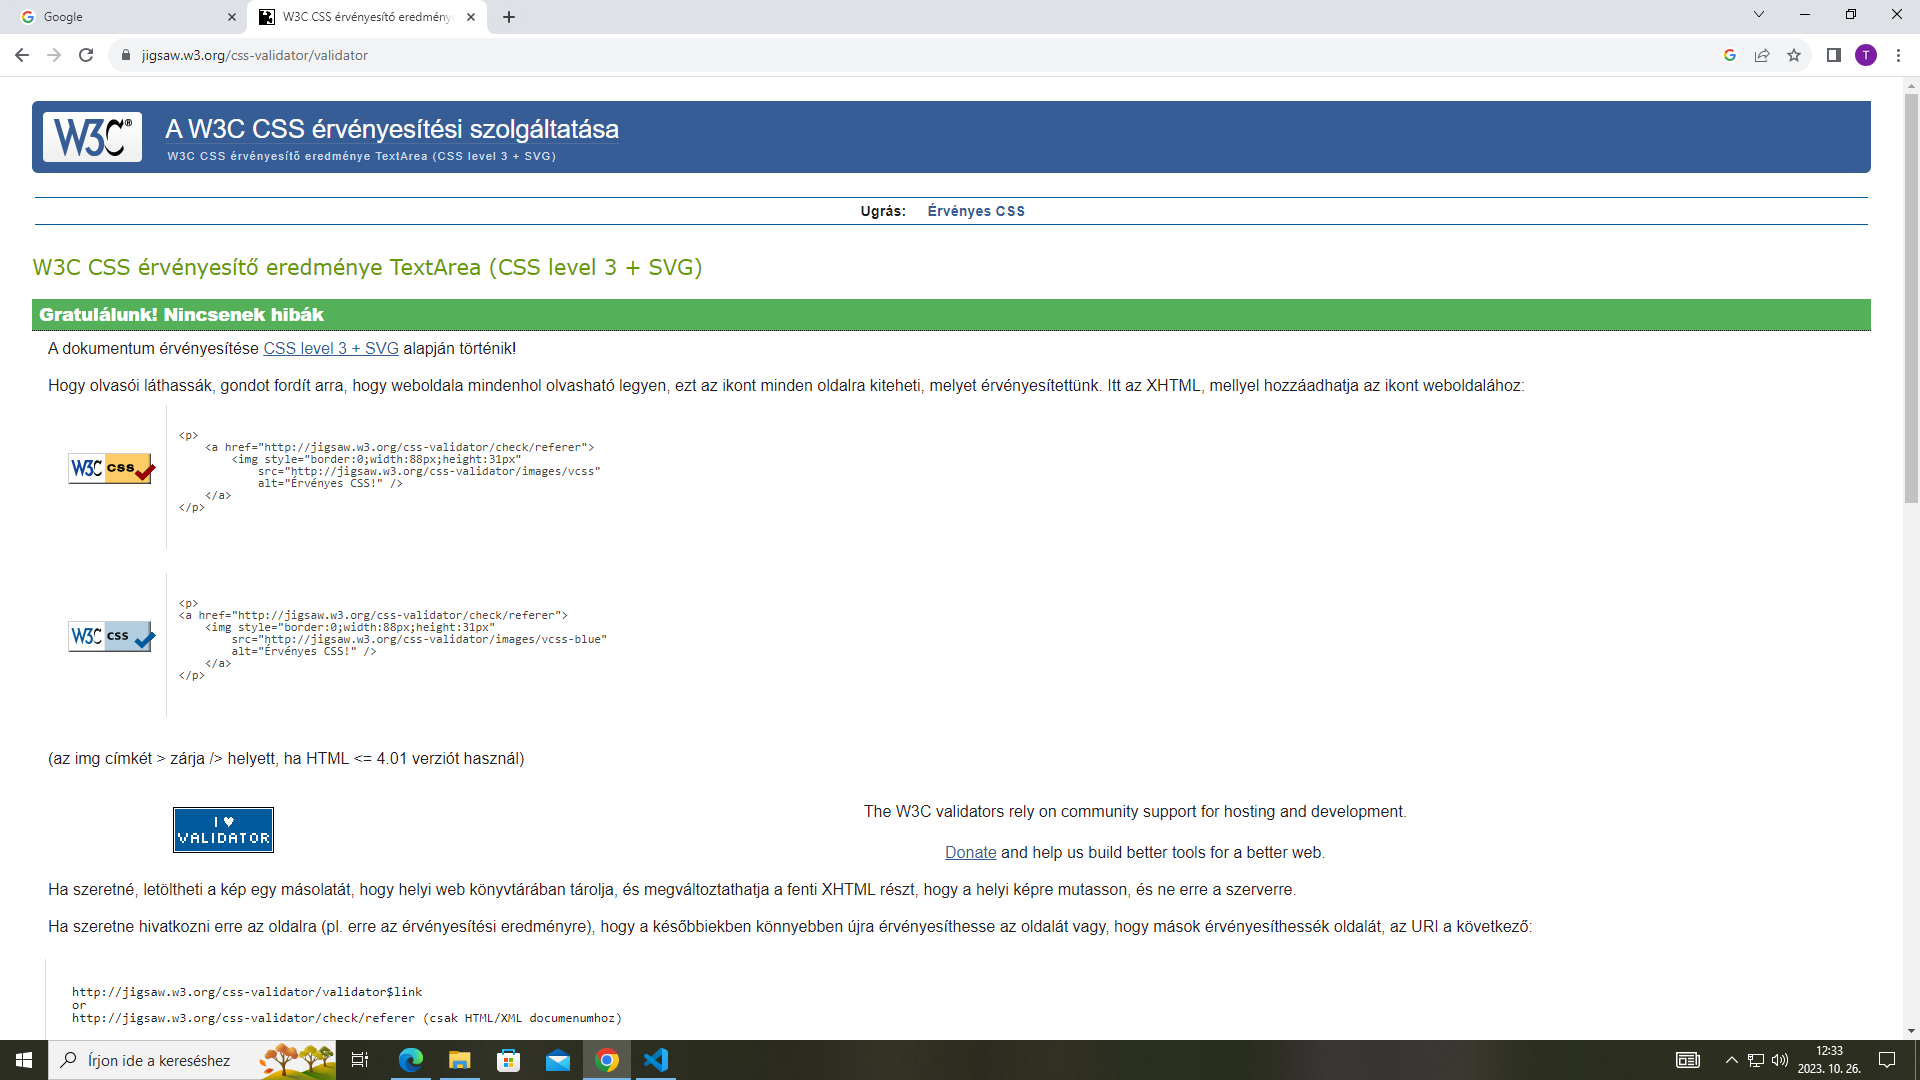 Google
W3C CSS érvényesítő eredmény
jigsaw.w3.org/css-validator/validator
T
W3C®
A W3C CSS érvényesítési szolgáltatása
W3C CSS érvényesítő eredménye TextArea (CSS level 3 + SVG)
Ugrás: Érvényes CSS
W3C CSS érvényesítő eredménye TextArea (CSS level 3 + SVG)
Gratulálunk! Nincsenek hibák
A dokumentum érvényesítése CSS level 3 + SVG alapján történik!
Hogy olvasói láthassák, gondot fordít arra, hogy weboldala mindenhol olvasható legyen, ezt az ikont minden oldalra kiteheti, melyet érvényesítettünk. Itt az XHTML, mellyel hozzáadhatja az ikont weboldalához:
W3C CSS
<p>
<a href="http://jigsaw.w3.org/css-validator/check/referer">
<img style="border:0;width:88px;height:31px"
src="http://jigsaw.w3.org/css-validator/images/vcss"
alt="Érvényes CSS!" />
</a>
</p>
W3C CSS
<p>
<a href="http://jigsaw.w3.org/css-validator/check/referer">
<img style="border:0;width:88px;height:31px"
src="http://jigsaw.w3.org/css-validator/images/vcss-blue"
alt="Érvényes CSS!" />
</a>
</p>
(az img címkét > zárja /> helyett, ha HTML <= 4.01 verziót használ)
I ♥
VALIDATOR
The W3C validators rely on community support for hosting and development.
Donate and help us build better tools for a better web.
Ha szeretné, letöltheti a kép egy másolatát, hogy helyi web könyvtárában tárolja, és megváltoztathatja a fenti XHTML részt, hogy a helyi képre mutasson, és ne erre a szerverre.
Ha szeretne hivatkozni erre az oldalra (pl. erre az érvényesítési eredményre), hogy a későbbiekben könnyebben újra érvényesíthesse az oldalát vagy, hogy mások érvényesíthessék oldalát, az URI a következő:
http://jigsaw.w3.org/css-validator/validator$link
or
http://jigsaw.w3.org/css-validator/check/referer (csak HTML/XML documenumhoz)
Írjon ide a kereséshez
12:33
2023. 10. 26.